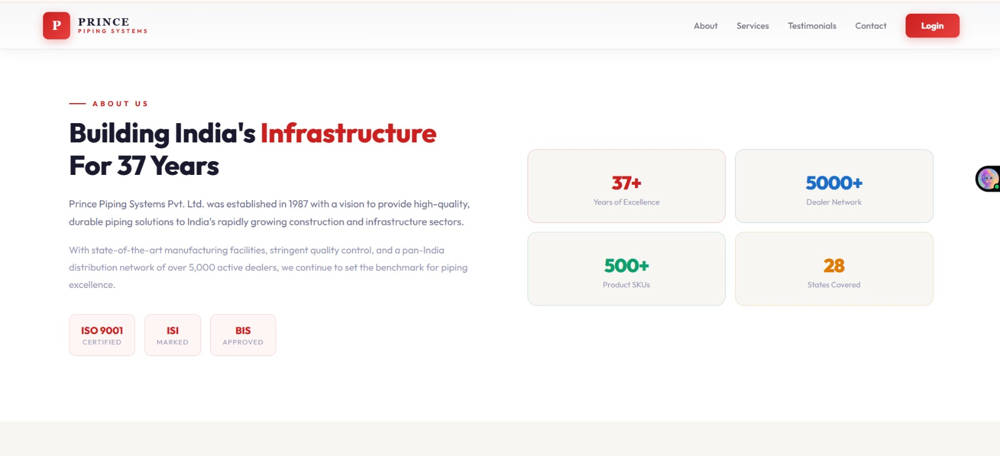 P
PRINCE
PIPING SYSTEMS
About
Services
Testimonials
Contact
Login
ABOUT US
Building India's Infrastructure
For 37 Years
Prince Piping Systems Pvt. Ltd. was established in 1987 with a vision to provide high-quality,
durable piping solutions to India's rapidly growing construction and infrastructure sectors.
With state-of-the-art manufacturing facilities, stringent quality control, and a pan-India
distribution network of over 5,000 active dealers, we continue to set the benchmark for piping
excellence.
ISO 9001
CERTIFIED
ISI
MARKED
BIS
APPROVED
37+
Years of Excellence
5000+
Dealer Network
500+
Product SKUs
28
States Covered